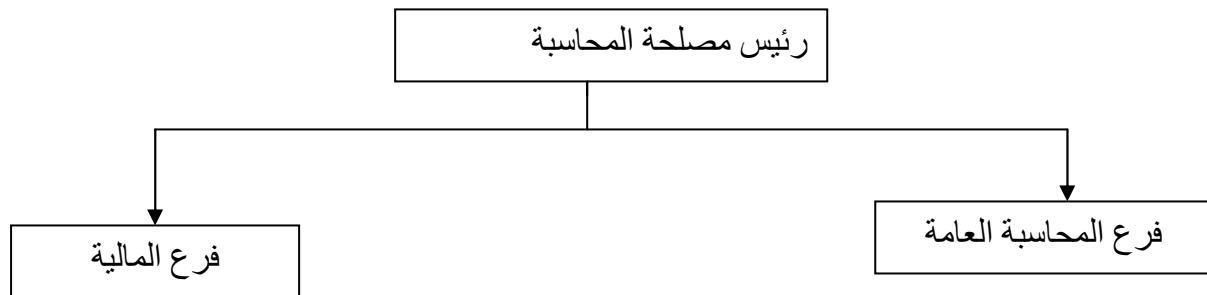 رئيس مصلحة المحاسبة
فرع المحاسبة العامة
فرع المالية